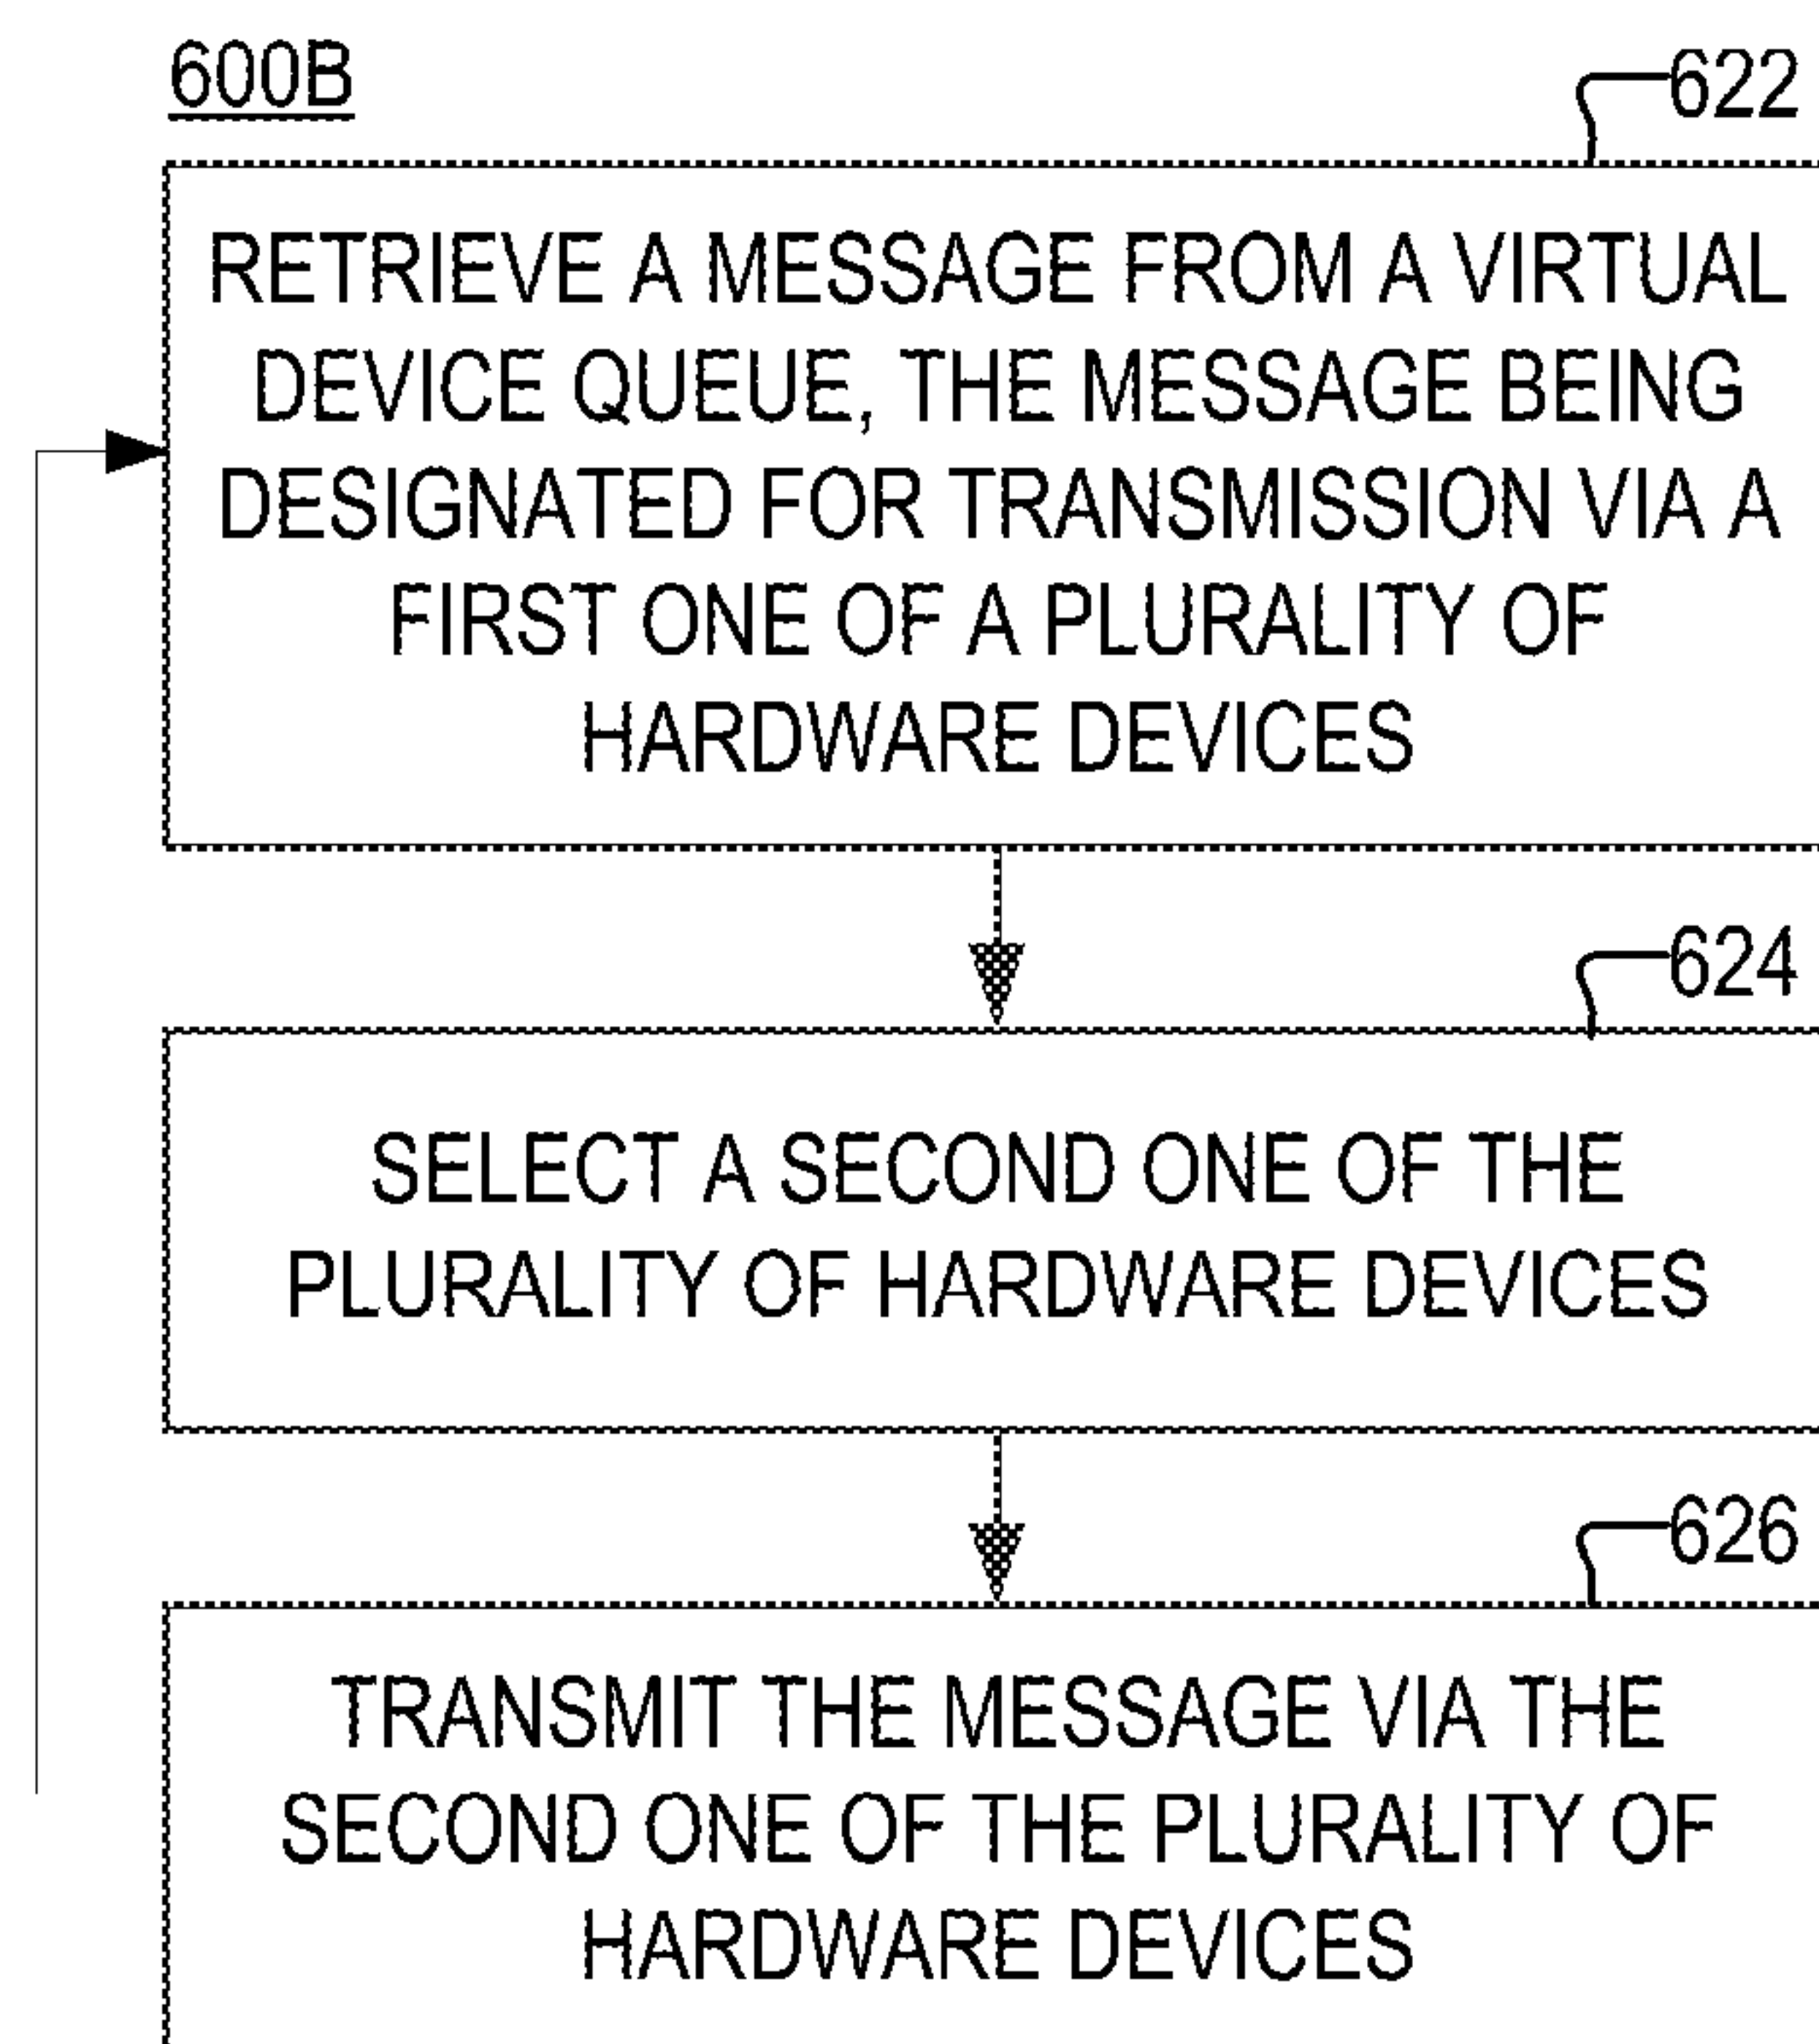 600B
622
RETRIEVE A MESSAGE FROM A VIRTUAL
DEVICE QUEUE, THE MESSAGE BEING
DESIGNATED FOR TRANSMISSION VIA A
FIRST ONE OF A PLURALITY OF
HARDWARE DEVICES
624
SELECT A SECOND ONE OF THE
PLURALITY OF HARDWARE DEVICES
626
TRANSMIT THE MESSAGE VIA THE
SECOND ONE OF THE PLURALITY OF
HARDWARE DEVICES